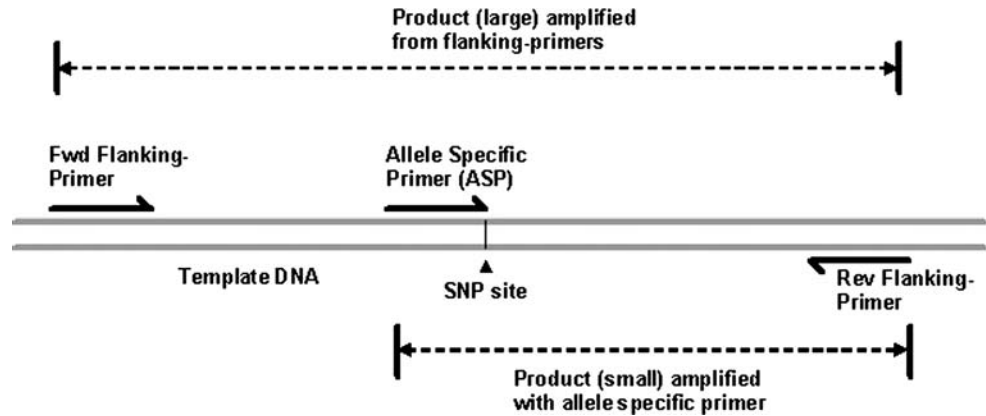 Product (large) amplified
from flanking-primers
Fwd Flanking-
Primer
Allele Specific
Primer (ASP)
Template DNA
SNP site
Rev Flanking-
Primer
Product (small) amplified
with allele specific primer